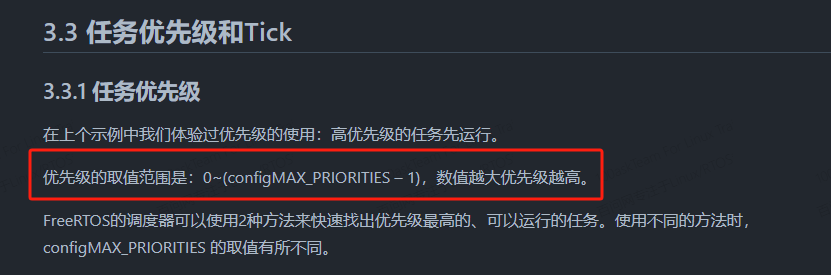 3.3 任务优先级和Tick
3.3.1 任务优先级
在上个示例中我们体验过优先级的使用：高优先级的任务先运行。
优先级的取值范围是：0~(configMAX_PRIORITIES – 1)，数值越大优先级越高。
FreeRTOS的调度器可以使用2种方法来快速找出优先级最高的、可以运行的任务。使用不同的方法时，
configMAX_PRIORITIES 的取值有所不同。